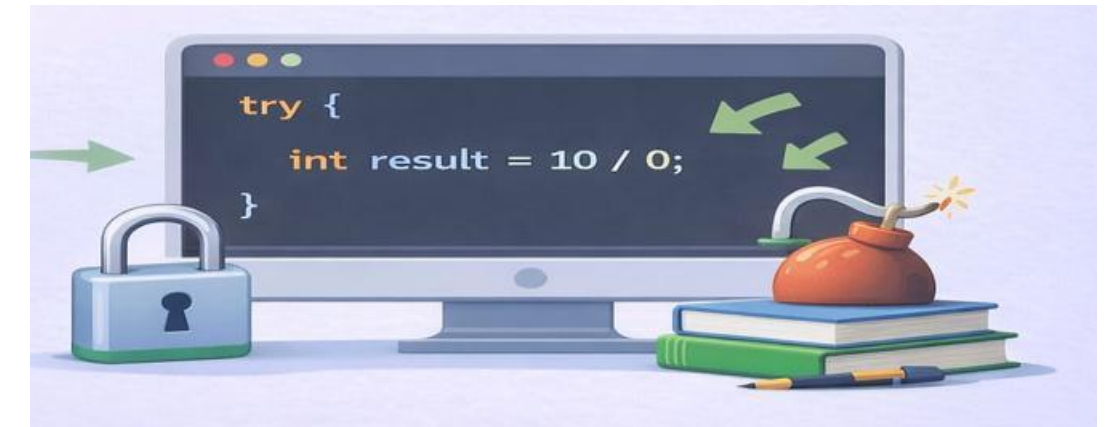 try {
int result = 10 / 0;
}